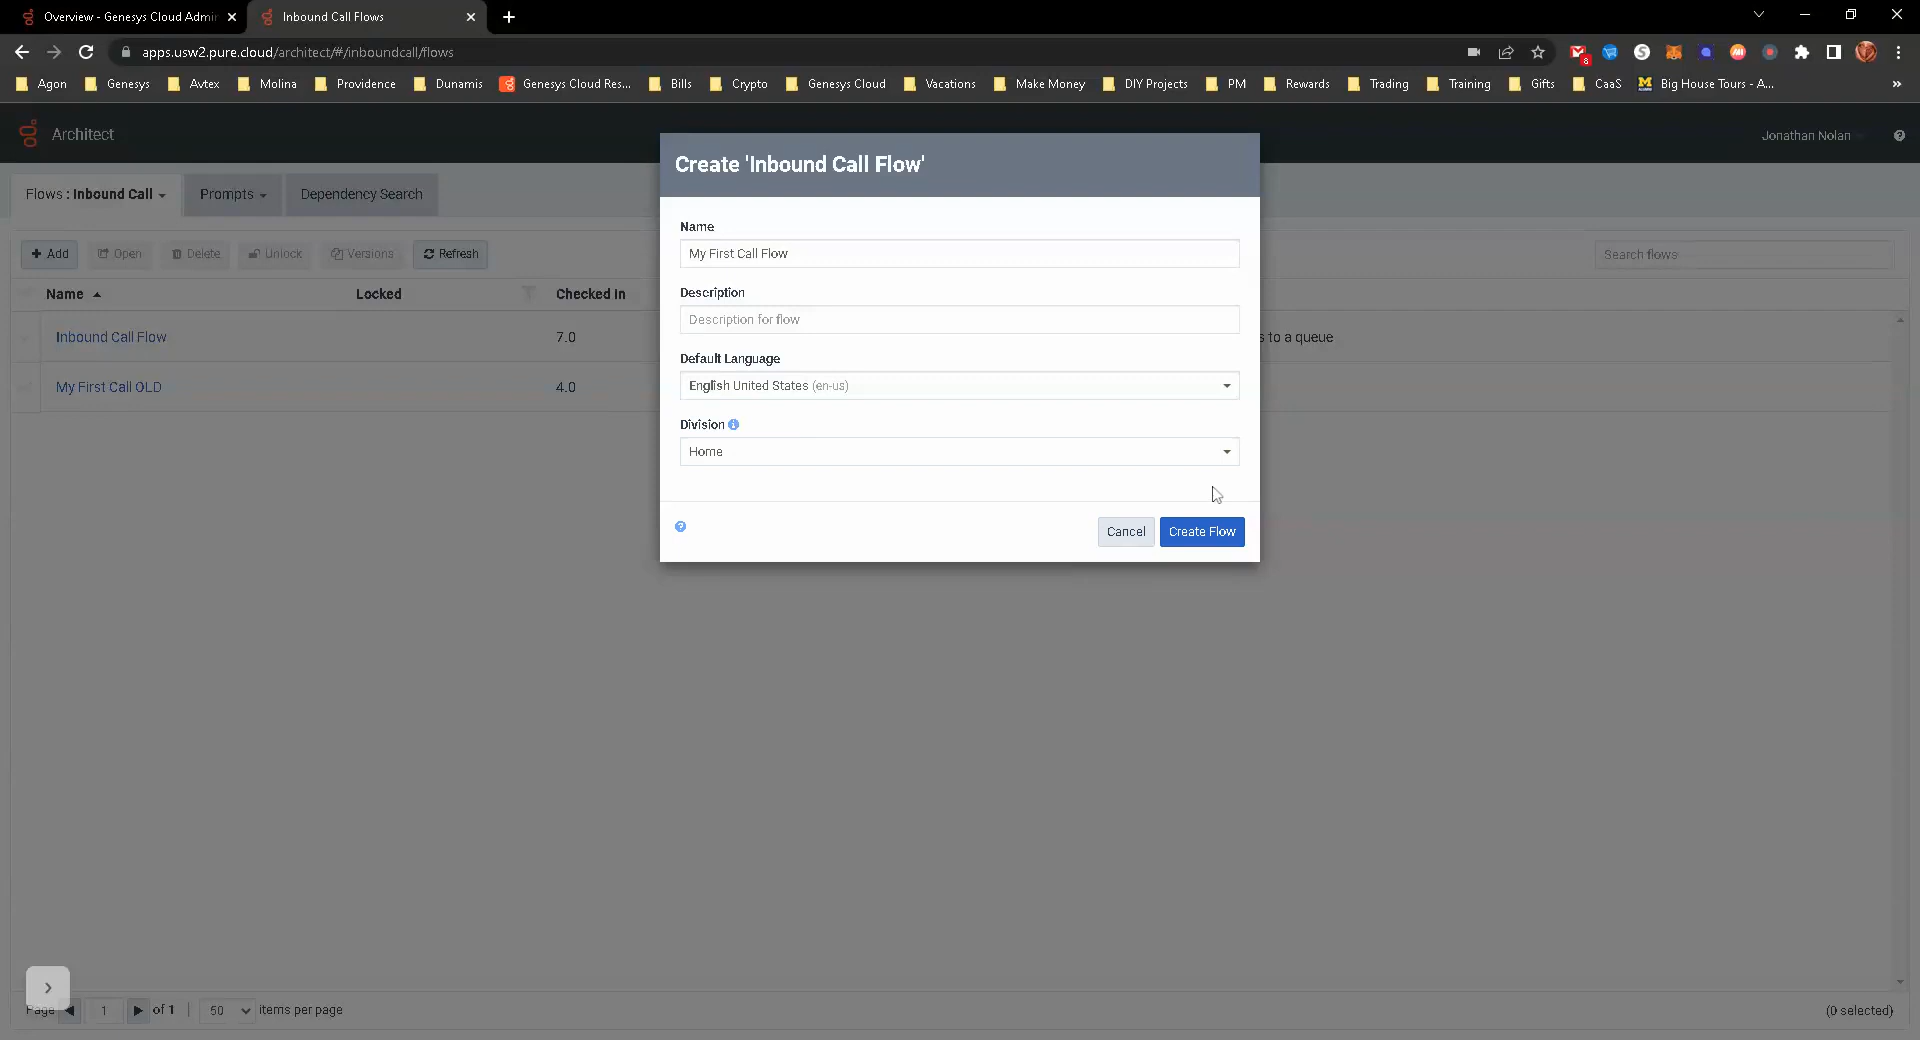 Overview - Genesys Cloud Admin
Inbound Call Flows
apps.usw2.pure.cloud/architect/#/inboundcall/flows
8
Agon
Genesys
Avtex
Molina
Providence
Dunamis
Genesys Cloud Res...
Bills
Crypto
Genesys Cloud
Vacations
Make Money
DIY Projects
PM
Rewards
Trading
Training
Gifts
CaaS
Big House Tours - A...
»
Architect
Jonathan Nolan
Flows : Inbound Call
Prompts
Dependency Search
+ Add
Open
Delete
Unlock
Versions
Refresh
Search flows
Name
Locked
Checked In
Inbound Call Flow
7.0
s to a queue
My First Call OLD
4.0
Create 'Inbound Call Flow'
Name
My First Call Flow
Description
Description for flow
Default Language
English United States (en-us)
Division
Home
Cancel
Create Flow
Page
1
of 1
50
items per page
(0 selected)